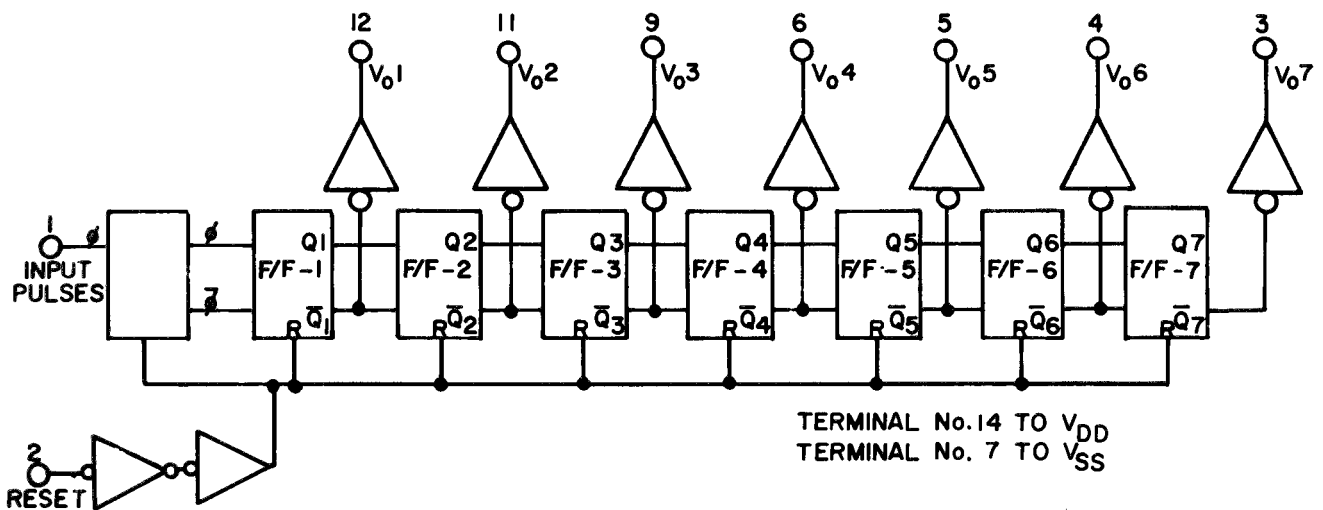 12 11 9 6 5 4 3
Vo1 Vo2 Vo3 Vo4 Vo5 Vo6 Vo7
1 ø ø Q1 Q2 Q3 Q4 Q5 Q6 Q7
INPUT PULSES
F/F-1 F/F-2 F/F-3 F/F-4 F/F-5 F/F-6 F/F-7
ø̅ Q̅1 Q̅2 Q̅3 Q̅4 Q̅5 Q̅6 Q̅7
R R R R R R R
TERMINAL No.14 TO VDD
TERMINAL No. 7 TO VSS
2
RESET